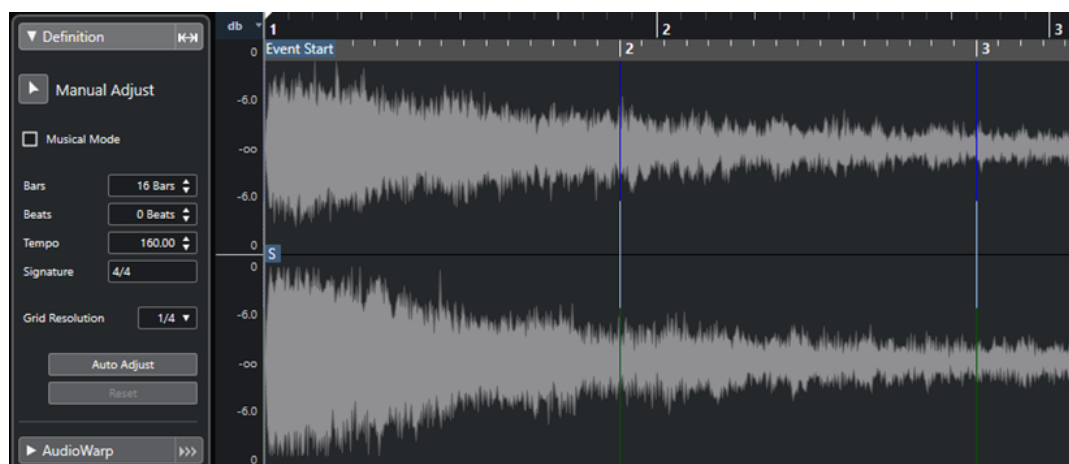 Definition
Manual Adjust
Musical Mode
Bars 16 Bars
Beats 0 Beats
Tempo 160.00
Signature 4/4
Grid Resolution 1/4
Auto Adjust
Reset
AudioWarp
db
1 2 3
0 Event Start 2 3
-6.0
-oo
-6.0
0
S
0
-6.0
-oo
-6.0
0